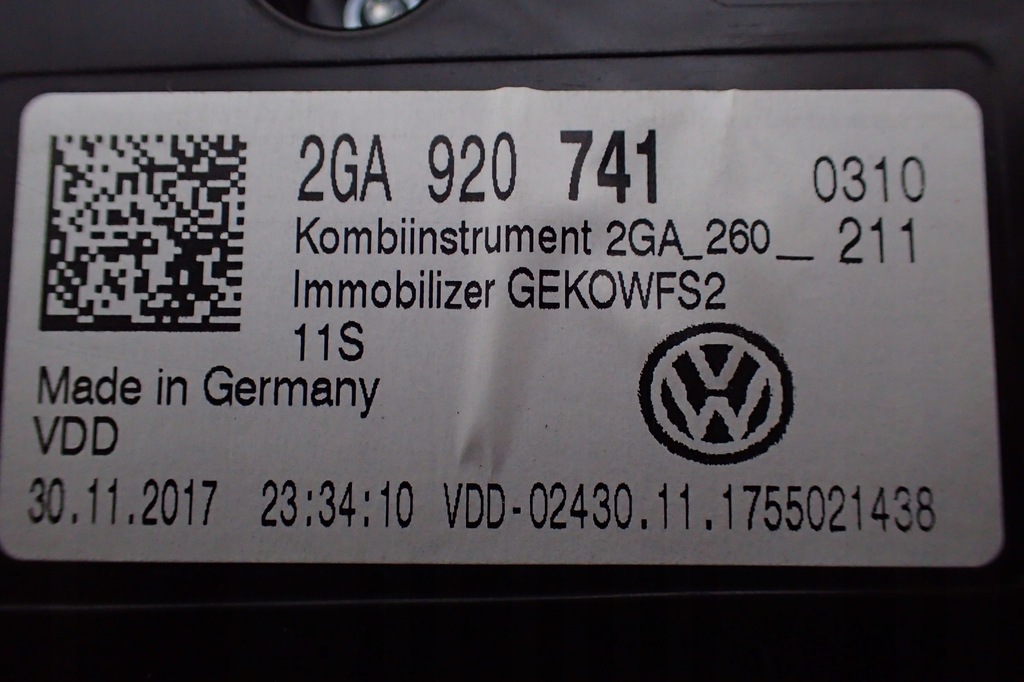 2GA 920 741 0310
Kombiinstrument 2GA_260__ 211
Immobilizer GEKOWFS2
11S
Made in Germany
VDD
30.11.2017 23:34:10 VDD-02430.11.1755021438